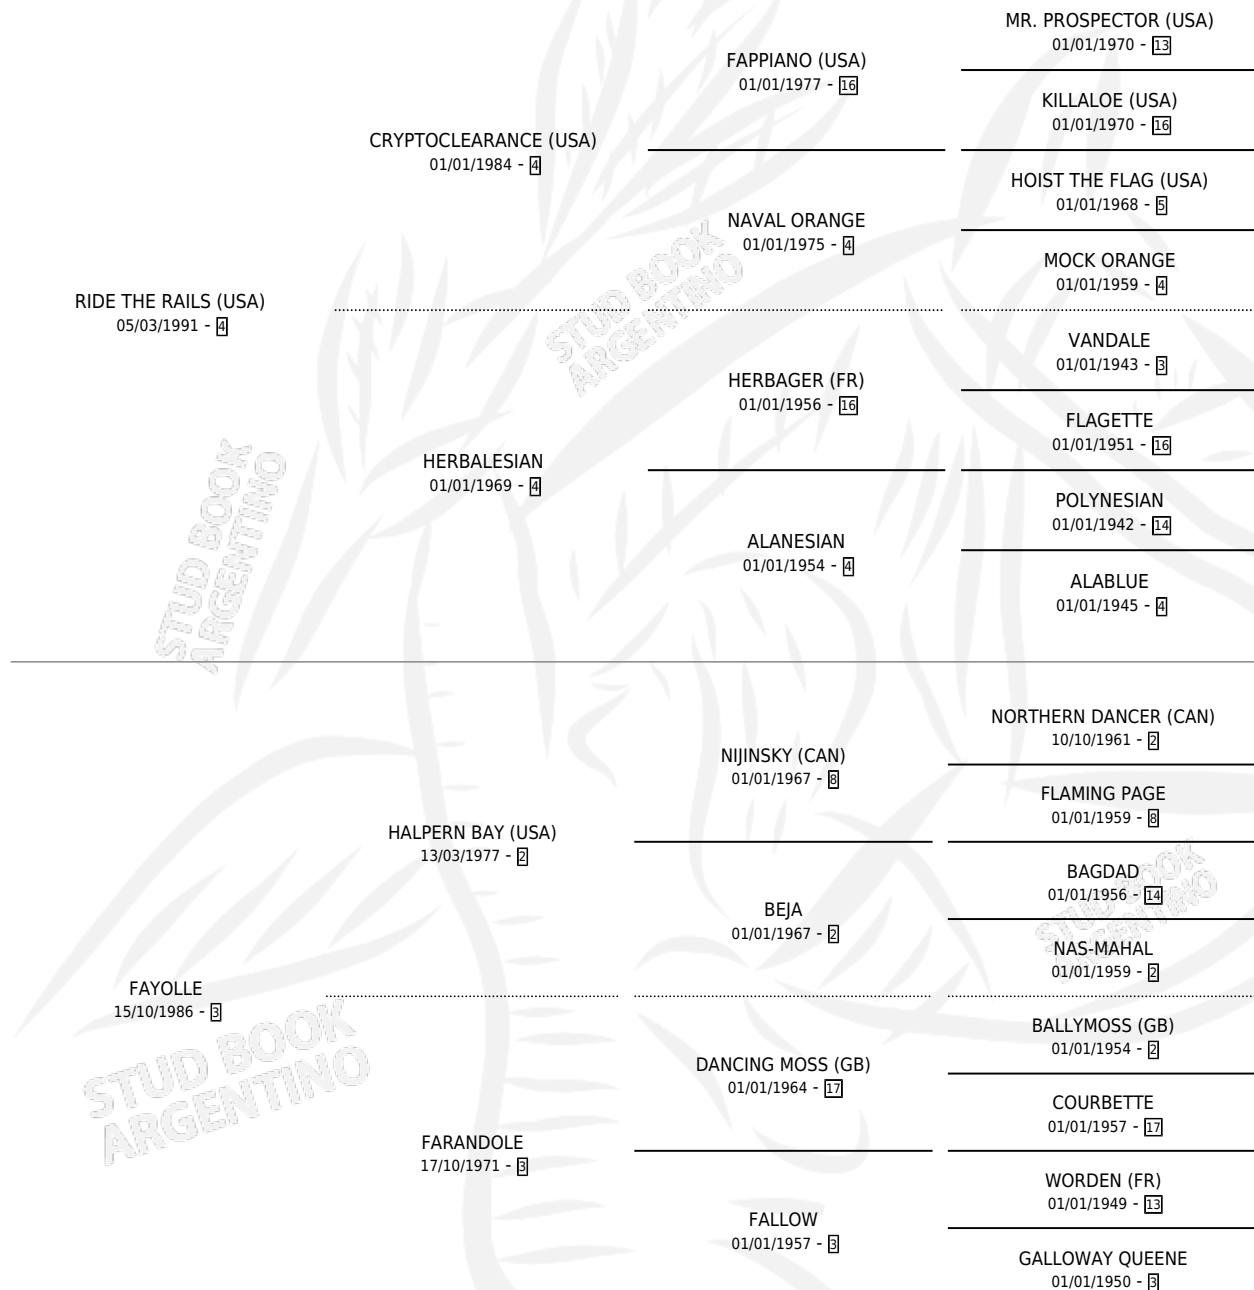 MR. PROSPECTOR (USA)
01/01/1970 - 13
FAPPIANO (USA)
01/01/1977 - 16
KILLALOE (USA)
01/01/1970 - 16
CRYPTOCLEARANCE (USA)
01/01/1984 - 4
HOIST THE FLAG (USA)
01/01/1968 - 5
NAVAL ORANGE
01/01/1975 - 4
MOCK ORANGE
01/01/1959 - 4
RIDE THE RAILS (USA)
05/03/1991 - 4
VANDALE
01/01/1943 - 3
HERBAGER (FR)
01/01/1956 - 16
FLAGETTE
01/01/1951 - 16
HERBALESIAN
01/01/1969 - 4
POLYNESIAN
01/01/1942 - 14
ALANESIAN
01/01/1954 - 4
ALABLUE
01/01/1945 - 4
NORTHERN DANCER (CAN)
10/10/1961 - 2
NIJINSKY (CAN)
01/01/1967 - 8
FLAMING PAGE
01/01/1959 - 8
HALPERN BAY (USA)
13/03/1977 - 2
BAGDAD
01/01/1956 - 14
BEJA
01/01/1967 - 2
NAS-MAHAL
01/01/1959 - 2
FAYOLLE
15/10/1986 - 3
BALLYMOSS (GB)
01/01/1954 - 2
DANCING MOSS (GB)
01/01/1964 - 17
COURBETTE
01/01/1957 - 17
FARANDOLE
17/10/1971 - 3
WORDEN (FR)
01/01/1949 - 13
FALLOW
01/01/1957 - 3
GALLOWAY QUEENE
01/01/1950 - 3
STUD BOOK
ARGENTINO
STUD BOOK
ARGENTINO
STUD BOOK
ARGENTINO
STUD BOOK
ARGENTINO